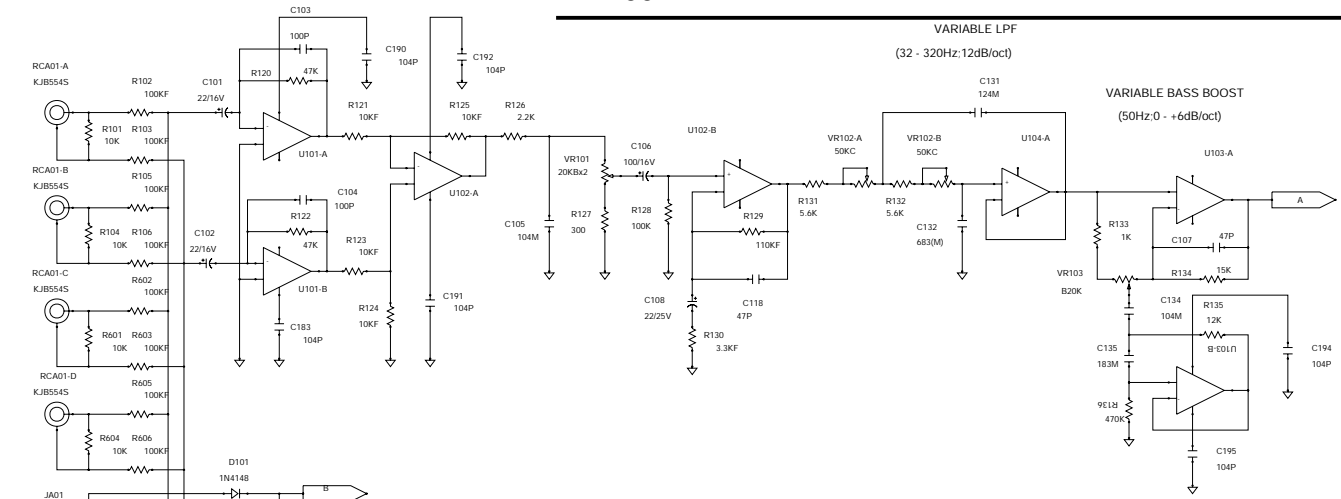 VARIABLE LPF
(32 - 320Hz;12dB/oct)
VARIABLE BASS BOOST
(50Hz;0 - +6dB/oct)
RCA01-A
KJB554S
R102
100KF
R101
10K
R103
100KF
C101
22/16V
C103
100P
R120
47K
U101-A
C190
104P
C192
104P
R121
10KF
R125
10KF
R126
2.2K
U102-A
RCA01-B
KJB554S
R105
100KF
R104
10K
R106
100KF
C102
22/16V
C104
100P
R122
47K
U101-B
R123
10KF
R124
10KF
C183
104P
C191
104P
RCA01-C
KJB554S
R602
100KF
R601
10K
R603
100KF
RCA01-D
KJB554S
R605
100KF
R604
10K
R606
100KF
JA01
D101
1N4148
B
C105
104M
VR101
20KBx2
R127
300
C106
100/16V
R128
100K
U102-B
R129
110KF
C118
47P
C108
22/25V
R130
3.3KF
R131
5.6K
VR102-A
50KC
R132
5.6K
VR102-B
50KC
C131
124M
C132
683(M)
U104-A
U103-A
A
R133
1K
C107
47P
R134
15K
VR103
B20K
C134
104M
R135
12K
U103-B
C135
183M
R136
470K
C194
104P
C195
104P